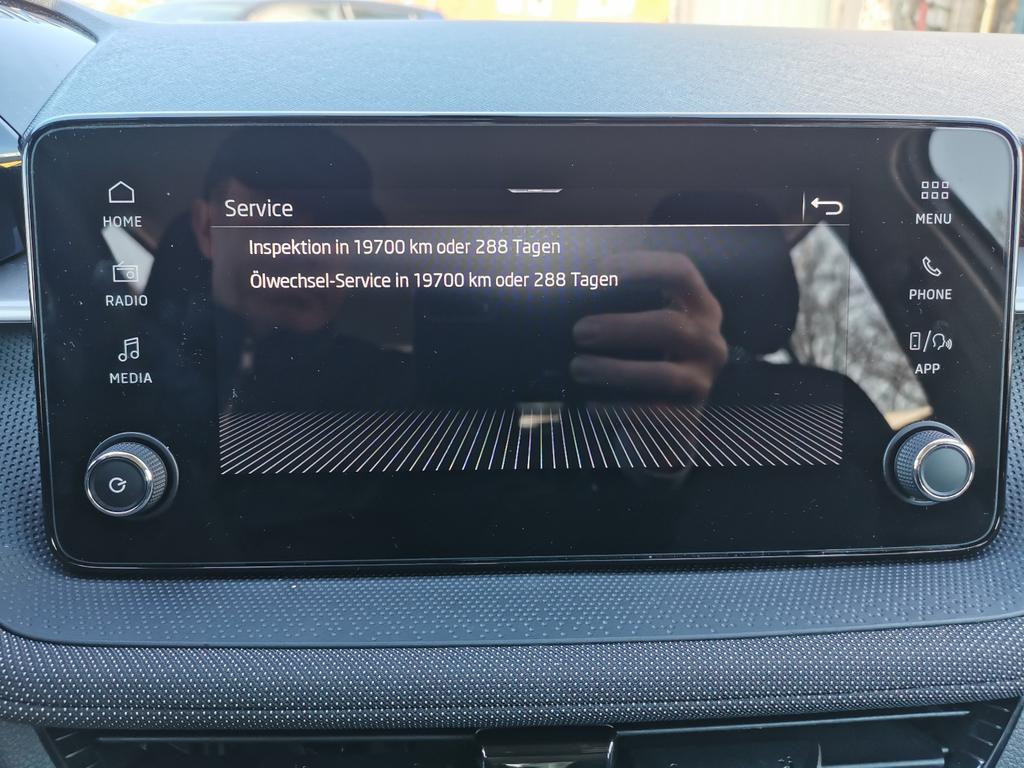 Service
Inspektion in 19700 km oder 288 Tagen
Ölwechsel-Service in 19700 km oder 288 Tagen
HOME
RADIO
MEDIA
MENU
PHONE
APP